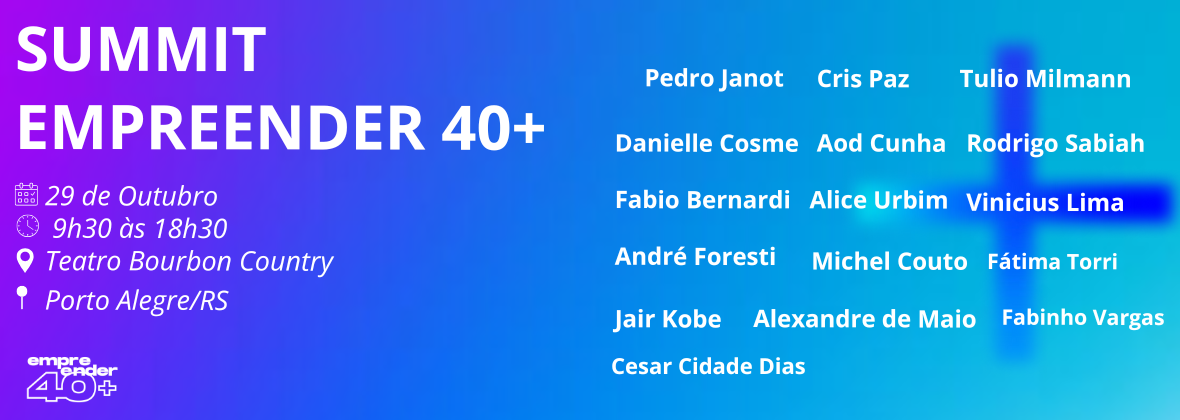 SUMMIT
EMPREENDER 40+
29 de Outubro
9h30 às 18h30
Teatro Bourbon Country
Porto Alegre/RS
empre
ender
40+
Pedro Janot Cris Paz Tulio Milmann
Danielle Cosme Aod Cunha Rodrigo Sabiah
Fabio Bernardi Alice Urbim Vinicius Lima
André Foresti Michel Couto Fátima Torri
Jair Kobe Alexandre de Maio Fabinho Vargas
Cesar Cidade Dias